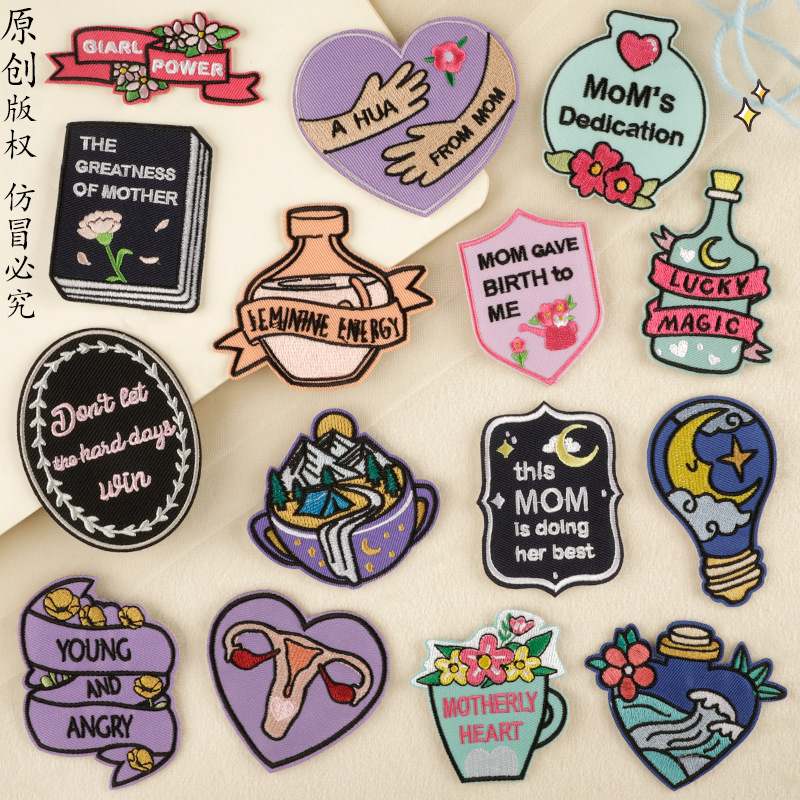 原创版权 仿冒必究
GIARL
POWER
A HUA
FROM MOM
MoM's
Dedication
THE
GREATNESS
OF MOTHER
FEMININE ENERGY
MOM GAVE
BIRTH to
ME
LUCKY
MAGIC
Don't let
the hard days
win
this
MOM
is doing
her best
YOUNG
AND
ANGRY
MOTHERLY
HEART